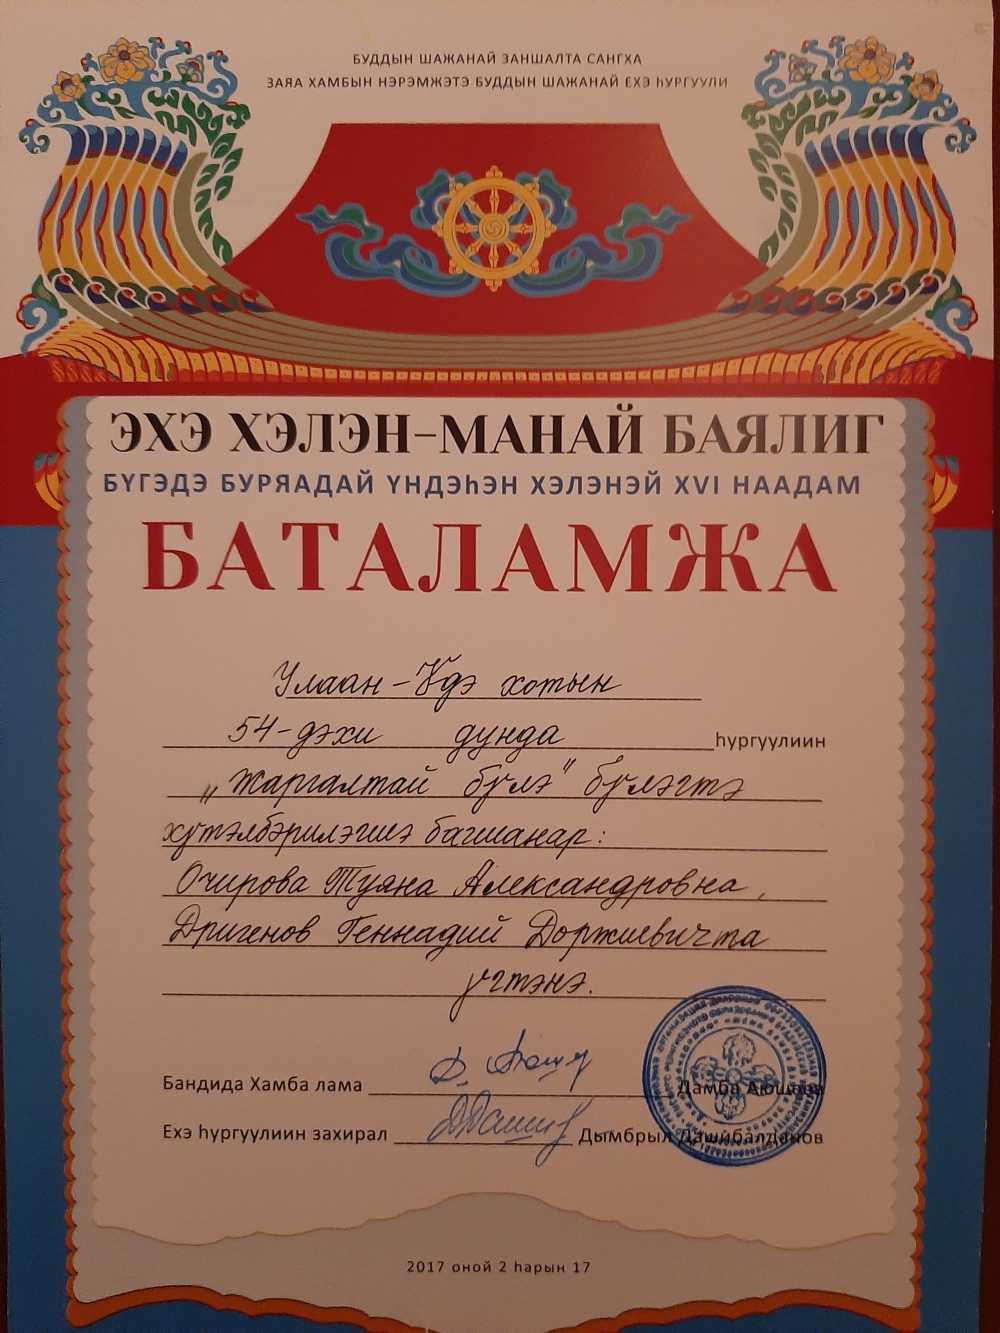 БУДДЫН ШАЖАНАЙ ЗАНШАЛТА САНГХА
ЗАЯА ХАМБЫН НЭРЭМЖЭТЭ БУДДЫН ШАЖАНАЙ ЕХЭ ҺУРГУУЛИ
ЭХЭ ХЭЛЭН–МАНАЙ БАЯЛИГ
БҮГЭДЭ БУРЯАДАЙ ҮНДЭҺЭН ХЭЛЭНЭЙ XVI НААДАМ
БАТАЛАМЖА
Улаан-Үдэ хотын
54-дэхи дунда һургуулиин
„Жаргалтай бүлэ" бүлэгтэ
хүтэлбэрилэгшэ багшанар:
Очирова Туяна Александровна,
Дригенов Геннадий Доржиевичта
үгтэнэ.
Бандида Хамба лама Дамба Аюшеев
Ехэ һургуулиин захирал Дымбрыл Дашибалданов
2017 оной 2 һарын 17